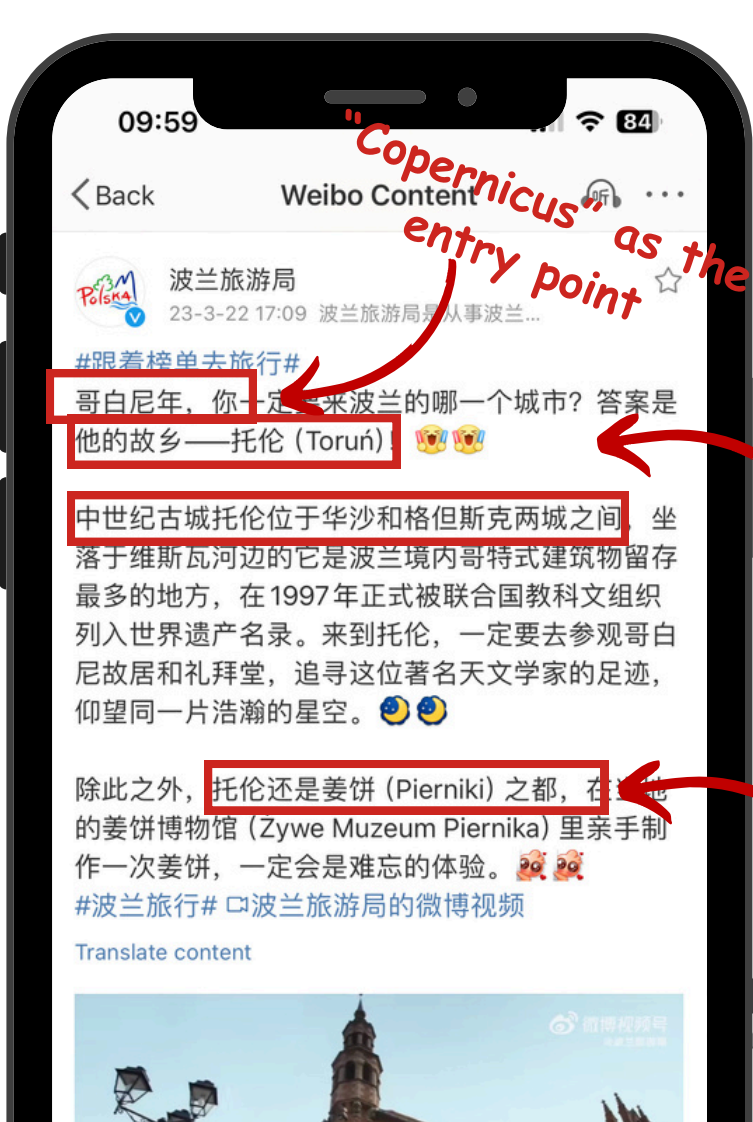 09:59
84
"Copernicus" as the
entry point
Back
Weibo Content
听
PolsKA
波兰旅游局
23-3-22 17:09 波兰旅游局是从事波兰...
#跟着榜单去旅行#
哥白尼年，你一定要来波兰的哪一个城市？答案是
他的故乡——托伦（Toruń）！
中世纪古城托伦位于华沙和格但斯克两城之间，坐
落于维斯瓦河边的它是波兰境内哥特式建筑物留存
最多的地方，在1997年正式被联合国教科文组织
列入世界遗产名录。来到托伦，一定要去参观哥白
尼故居和礼拜堂，追寻这位著名天文学家的足迹，
仰望同一片浩瀚的星空。
除此之外，托伦还是姜饼（Pierniki）之都，在当地
的姜饼博物馆（Żywe Muzeum Piernika）里亲手制
作一次姜饼，一定会是难忘的体验。
#波兰旅行# 波兰旅游局的微博视频
Translate content
微博视频号